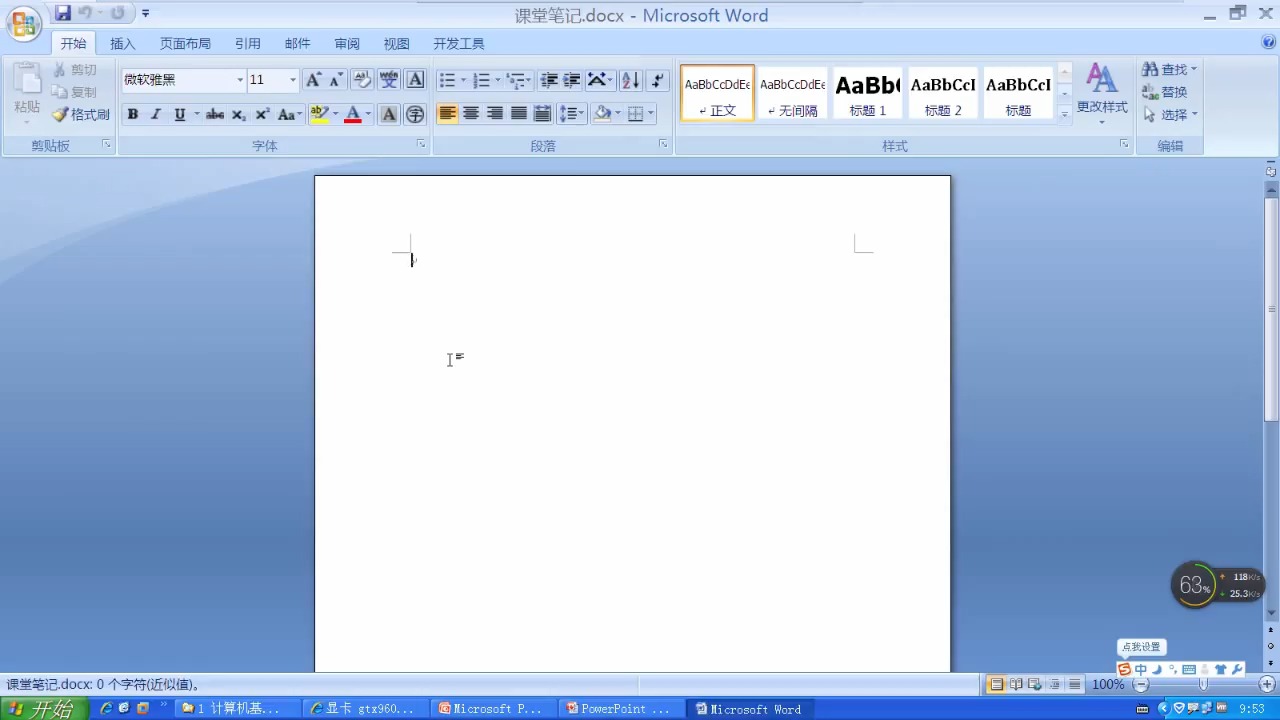 课堂笔记.docx - Microsoft Word
开始 插入 页面布局 引用 邮件 审阅 视图 开发工具
粘贴 剪切 复制 格式刷
微软雅黑 11
AaBbCcDdEe AaBbCcDdEe AaBb AaBbCcI AaBbCcI
正文 无间隔 标题 1 标题 2 标题
更改样式
查找 替换 选择
剪贴板 字体 段落 样式 编辑
63% 118K/s
25.3K/s
点我设置
中
课堂笔记.docx: 0 个字符(近似值)。 100%
开始 1 计算机基... 显卡 gtx960... Microsoft P... PowerPoint ... Microsoft Word 9:53